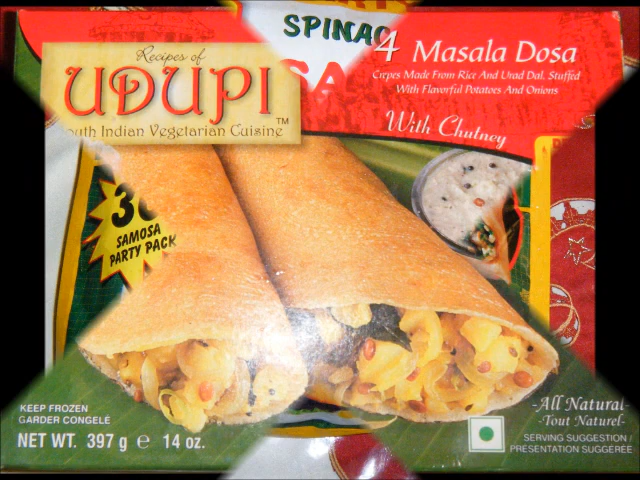 SPINAC
Recipes of
UDUPI
TM
outh Indian Vegetarian Cuisine
4 Masala Dosa
Crepes Made From Rice And Urad Dal. Stuffed
With Flavorful Potatoes And Onions
SA
With Chutney
SAMOSA
PARTY PACK
KEEP FROZEN
GARDER CONGELÉ
NET WT. 397 g e 14 oz.
-All Natural-
-Tout Naturel-
SERVING SUGGESTION /
PRESENTATION SUGGÉRÉE